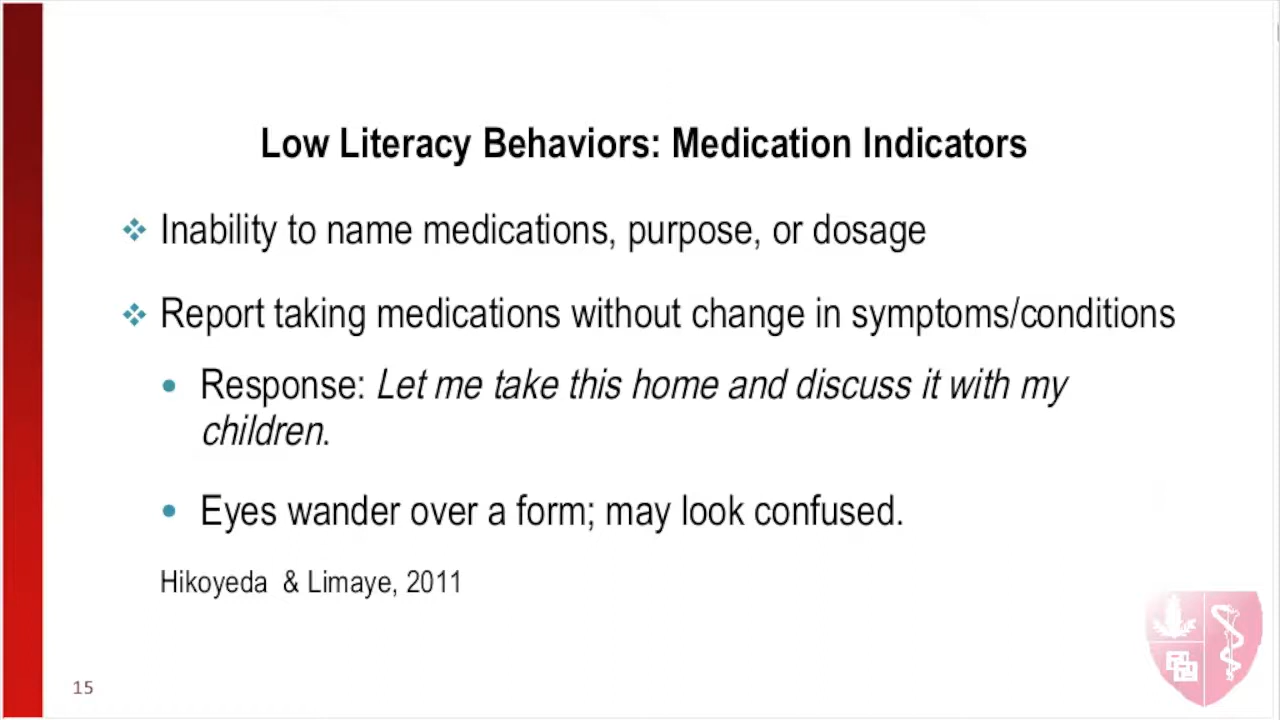 Low Literacy Behaviors: Medication Indicators
❖ Inability to name medications, purpose, or dosage
❖ Report taking medications without change in symptoms/conditions
• Response: Let me take this home and discuss it with my
children.
• Eyes wander over a form; may look confused.
Hikoyeda & Limaye, 2011
15